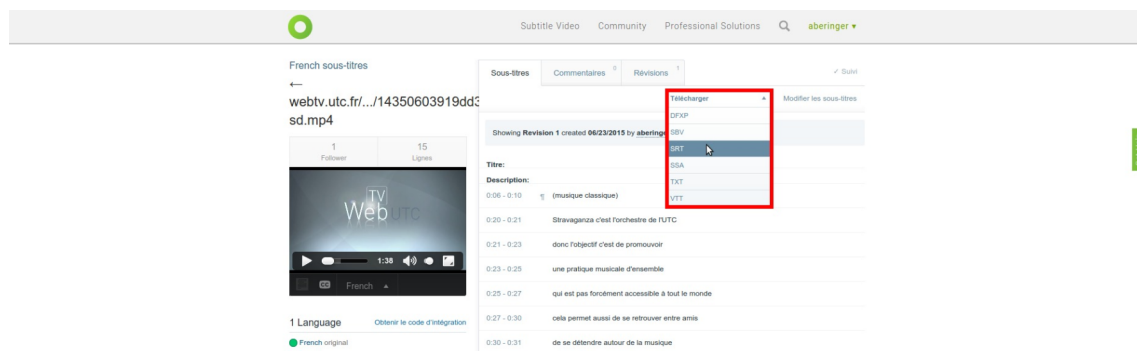 Subtitle Video Community Professional Solutions aberinger ▾
French sous-titres
←
webtv.utc.fr/.../14350603919dd3
sd.mp4
1 15
Follower Lignes
TV
Web UTC
1:38
CC French ▲
1 Language Obtenir le code d'intégration
French original
Sous-titres Commentaires 0 Révisions 1 ✓ Suivi
Télécharger ▲ Modifier les sous-titres
DFXP
SBV
SRT
SSA
TXT
VTT
Showing Revision 1 created 06/23/2015 by aberinge
Titre:
Description:
0:06 - 0:10 ¶ (musique classique)
0:20 - 0:21 Stravaganza c'est l'orchestre de l'UTC
0:21 - 0:23 donc l'objectif c'est de promouvoir
0:23 - 0:25 une pratique musicale d'ensemble
0:25 - 0:27 qui est pas forcément accessible à tout le monde
0:27 - 0:30 cela permet aussi de se retrouver entre amis
0:30 - 0:31 de se détendre autour de la musique